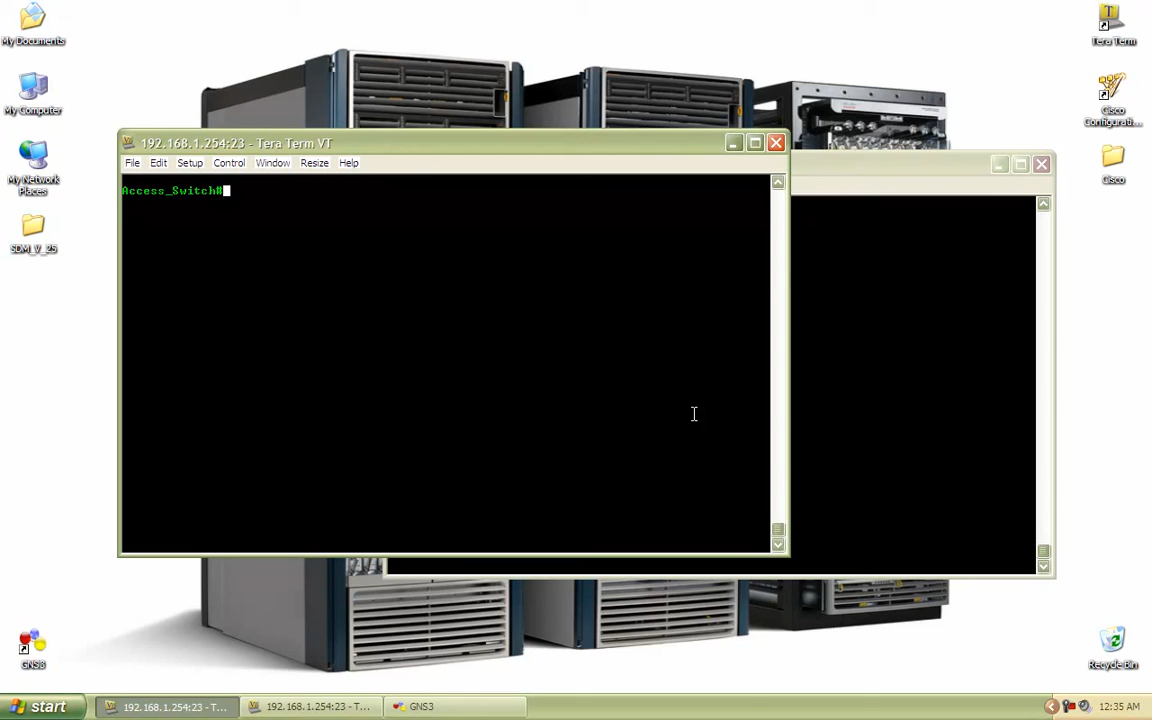 My Documents
My Computer
My Network
Places
SDM_V_25
GNS3
Tera Term
Cisco
Configurati...
Cisco
Recycle Bin
192.168.1.254:23 - Tera Term VT
File Edit Setup Control Window Resize Help
Access_Switch#
start
192.168.1.254:23 - T...
192.168.1.254:23 - T...
GNS3
12:35 AM